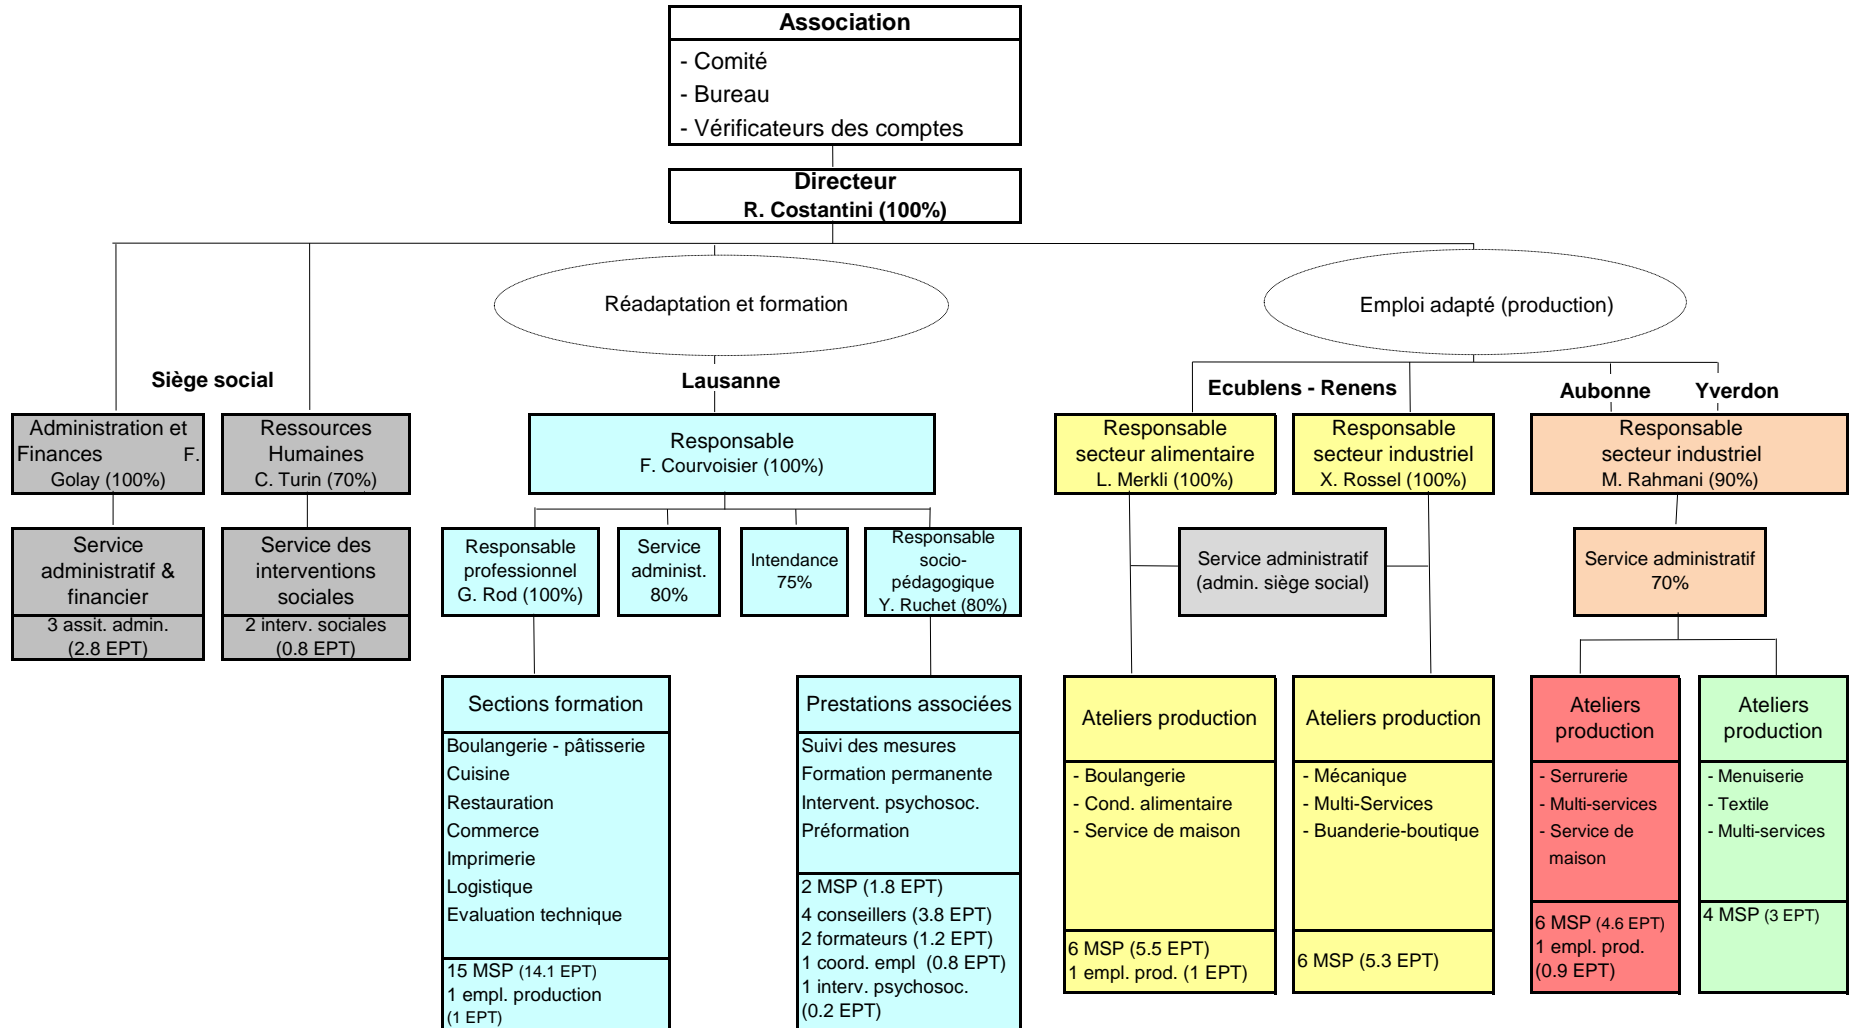 Association
- Comité
- Bureau
- Vérificateurs des comptes
Directeur
R. Costantini (100%)
Réadaptation et formation
Emploi adapté (production)
Siège social
Lausanne
Ecublens - Renens
Aubonne
Yverdon
Administration et
Finances F.
Golay (100%)
Ressources
Humaines
C. Turin (70%)
Responsable
F. Courvoisier (100%)
Responsable
secteur alimentaire
L. Merkli (100%)
Responsable
secteur industriel
X. Rossel (100%)
Responsable
secteur industriel
M. Rahmani (90%)
Service
administratif &
financier
3 assit. admin.
(2.8 EPT)
Service des
interventions
sociales
2 interv. sociales
(0.8 EPT)
Responsable
professionnel
G. Rod (100%)
Service
administ.
80%
Intendance
75%
Responsable
socio-
pédagogique
Y. Ruchet (80%)
Service administratif
(admin. siège social)
Service administratif
70%
Sections formation
Boulangerie - pâtisserie
Cuisine
Restauration
Commerce
Imprimerie
Logistique
Evaluation technique
15 MSP (14.1 EPT)
1 empl. production
(1 EPT)
Prestations associées
Suivi des mesures
Formation permanente
Intervent. psychosoc.
Préformation
2 MSP (1.8 EPT)
4 conseillers (3.8 EPT)
2 formateurs (1.2 EPT)
1 coord. empl (0.8 EPT)
1 interv. psychosoc.
(0.2 EPT)
Ateliers production
- Boulangerie
- Cond. alimentaire
- Service de maison
6 MSP (5.5 EPT)
1 empl. prod. (1 EPT)
Ateliers production
- Mécanique
- Multi-Services
- Buanderie-boutique
6 MSP (5.3 EPT)
Ateliers
production
- Serrurerie
- Multi-services
- Service de
maison
6 MSP (4.6 EPT)
1 empl. prod.
(0.9 EPT)
Ateliers
production
- Menuiserie
- Textile
- Multi-services
4 MSP (3 EPT)